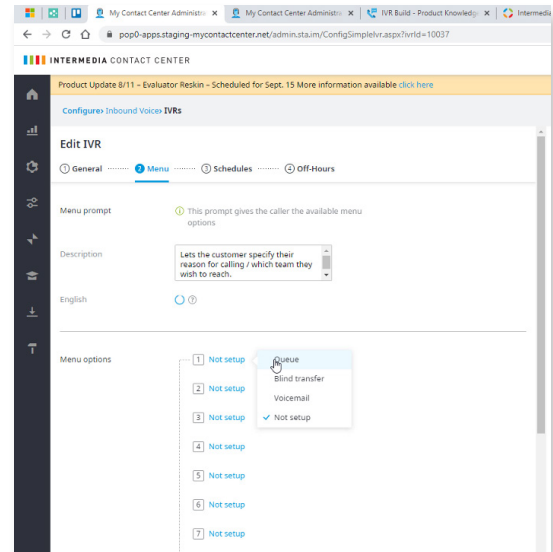 My Contact Center Administr
My Contact Center Administr
IVR Build - Product Knowledg
Intermedia
pop0-apps.staging-mycontactcenter.net/admin.sta.im/ConfigSimpleIvr.aspx?ivrId=10037
INTERMEDIA CONTACT CENTER
Product Update 8/11 – Evaluator Reskin – Scheduled for Sept. 15 More information available click here
Configure› Inbound Voice› IVRs
Edit IVR
1 General 2 Menu 3 Schedules 4 Off-Hours
Menu prompt
This prompt gives the caller the available menu
options
Description
Lets the customer specify their
reason for calling / which team they
wish to reach.
English
Menu options
1 Not setup
2 Not setup
3 Not setup
4 Not setup
5 Not setup
6 Not setup
7 Not setup
Queue
Blind transfer
Voicemail
Not setup